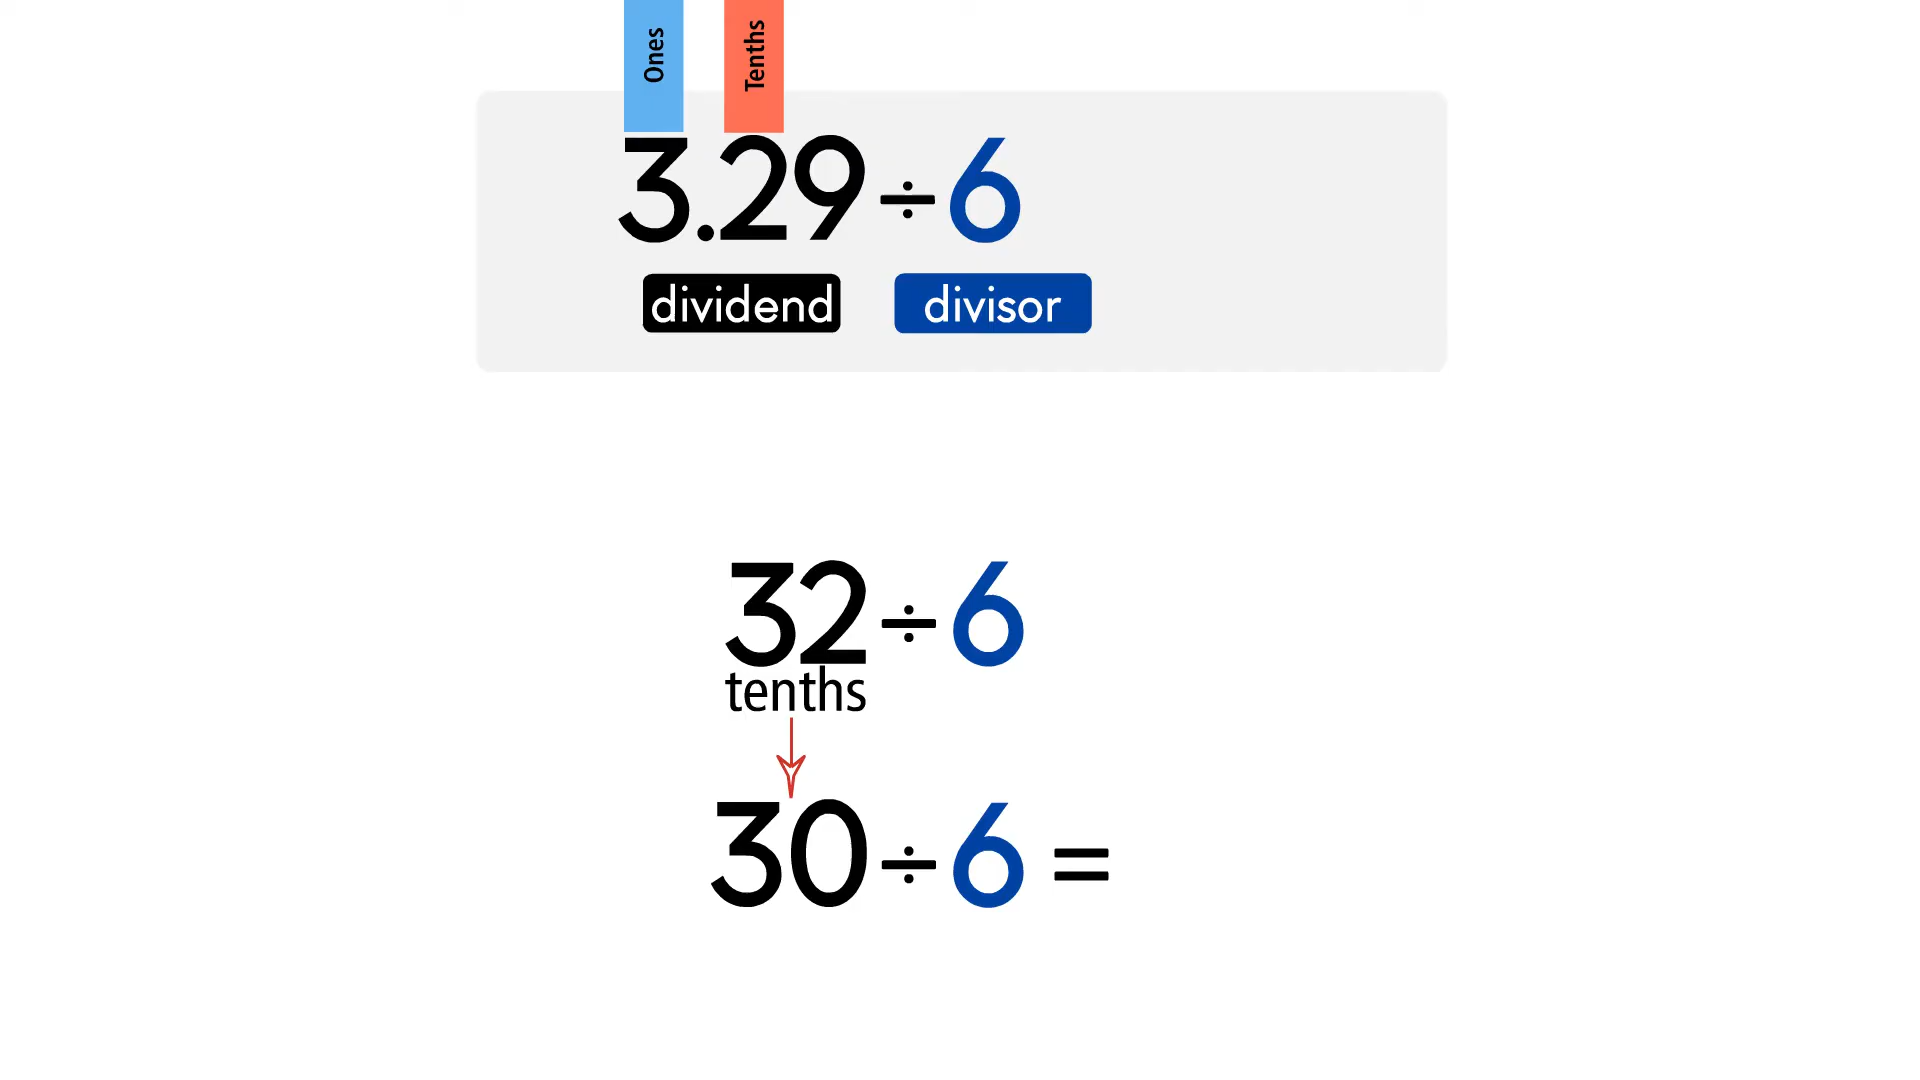 Ones Tenths
3.29÷6
dividend divisor
32÷6
tenths
30÷6 =